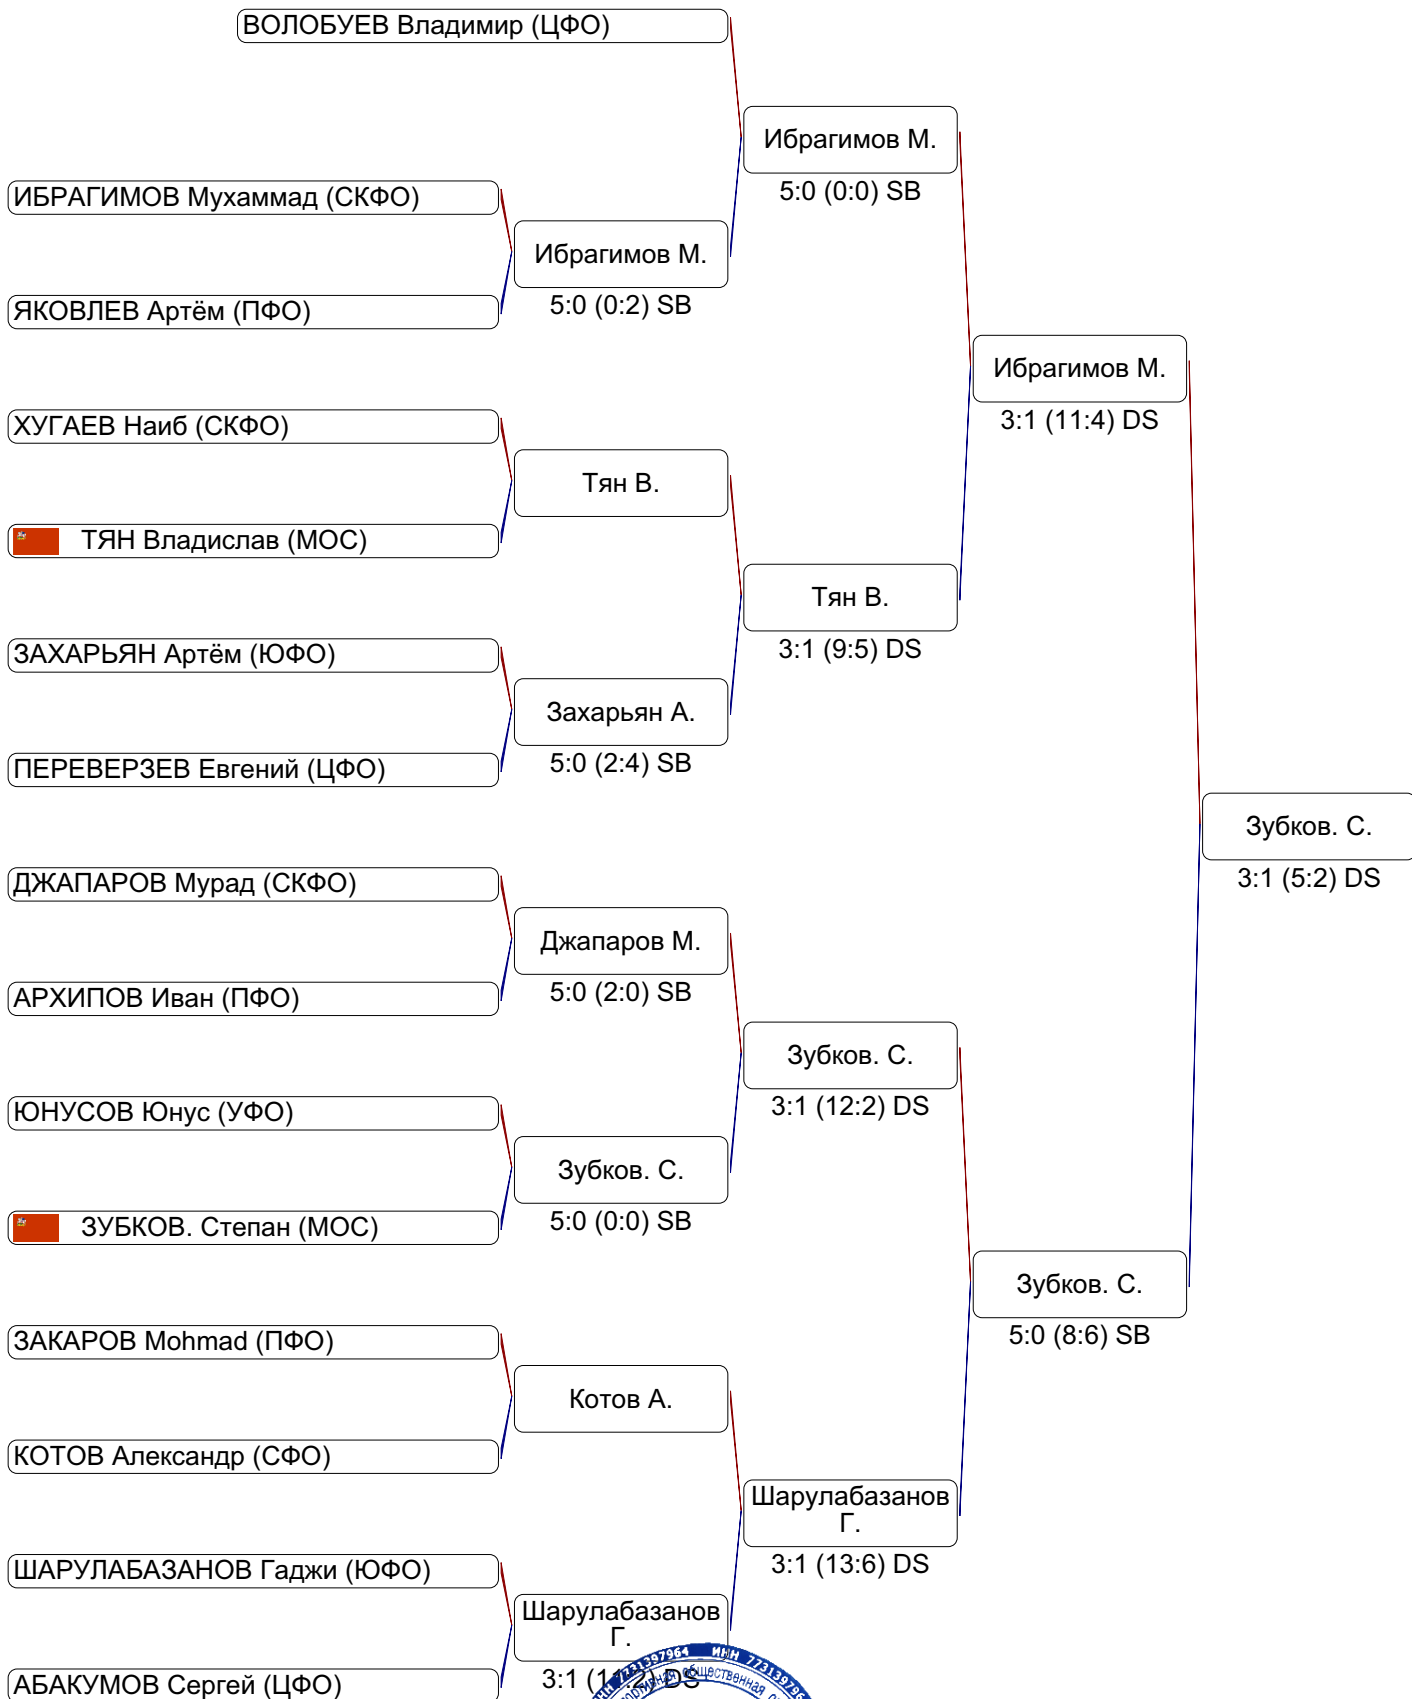 ВОЛОБУЕВ Владимир (ЦФО)
Ибрагимов М.
5:0 (0:0) SB
ИБРАГИМОВ Мухаммад (СКФО)
Ибрагимов М.
5:0 (0:2) SB
ЯКОВЛЕВ Артём (ПФО)
Ибрагимов М.
3:1 (11:4) DS
ХУГАЕВ Наиб (СКФО)
Тян В.
ТЯН Владислав (МОС)
Тян В.
3:1 (9:5) DS
ЗАХАРЬЯН Артём (ЮФО)
Захарьян А.
5:0 (2:4) SB
ПЕРЕВЕРЗЕВ Евгений (ЦФО)
Зубков. С.
3:1 (5:2) DS
ДЖАПАРОВ Мурад (СКФО)
Джапаров М.
5:0 (2:0) SB
АРХИПОВ Иван (ПФО)
Зубков. С.
3:1 (12:2) DS
ЮНУСОВ Юнус (УФО)
Зубков. С.
5:0 (0:0) SB
ЗУБКОВ. Степан (МОС)
Зубков. С.
5:0 (8:6) SB
ЗАКАРОВ Mohmad (ПФО)
Котов А.
КОТОВ Александр (СФО)
Шарулабазанов
Г.
3:1 (13:6) DS
ШАРУЛАБАЗАНОВ Гаджи (ЮФО)
Шарулабазанов
Г.
3:1 DS
АБАКУМОВ Сергей (ЦФО)
7731397964 ИНН
общественная